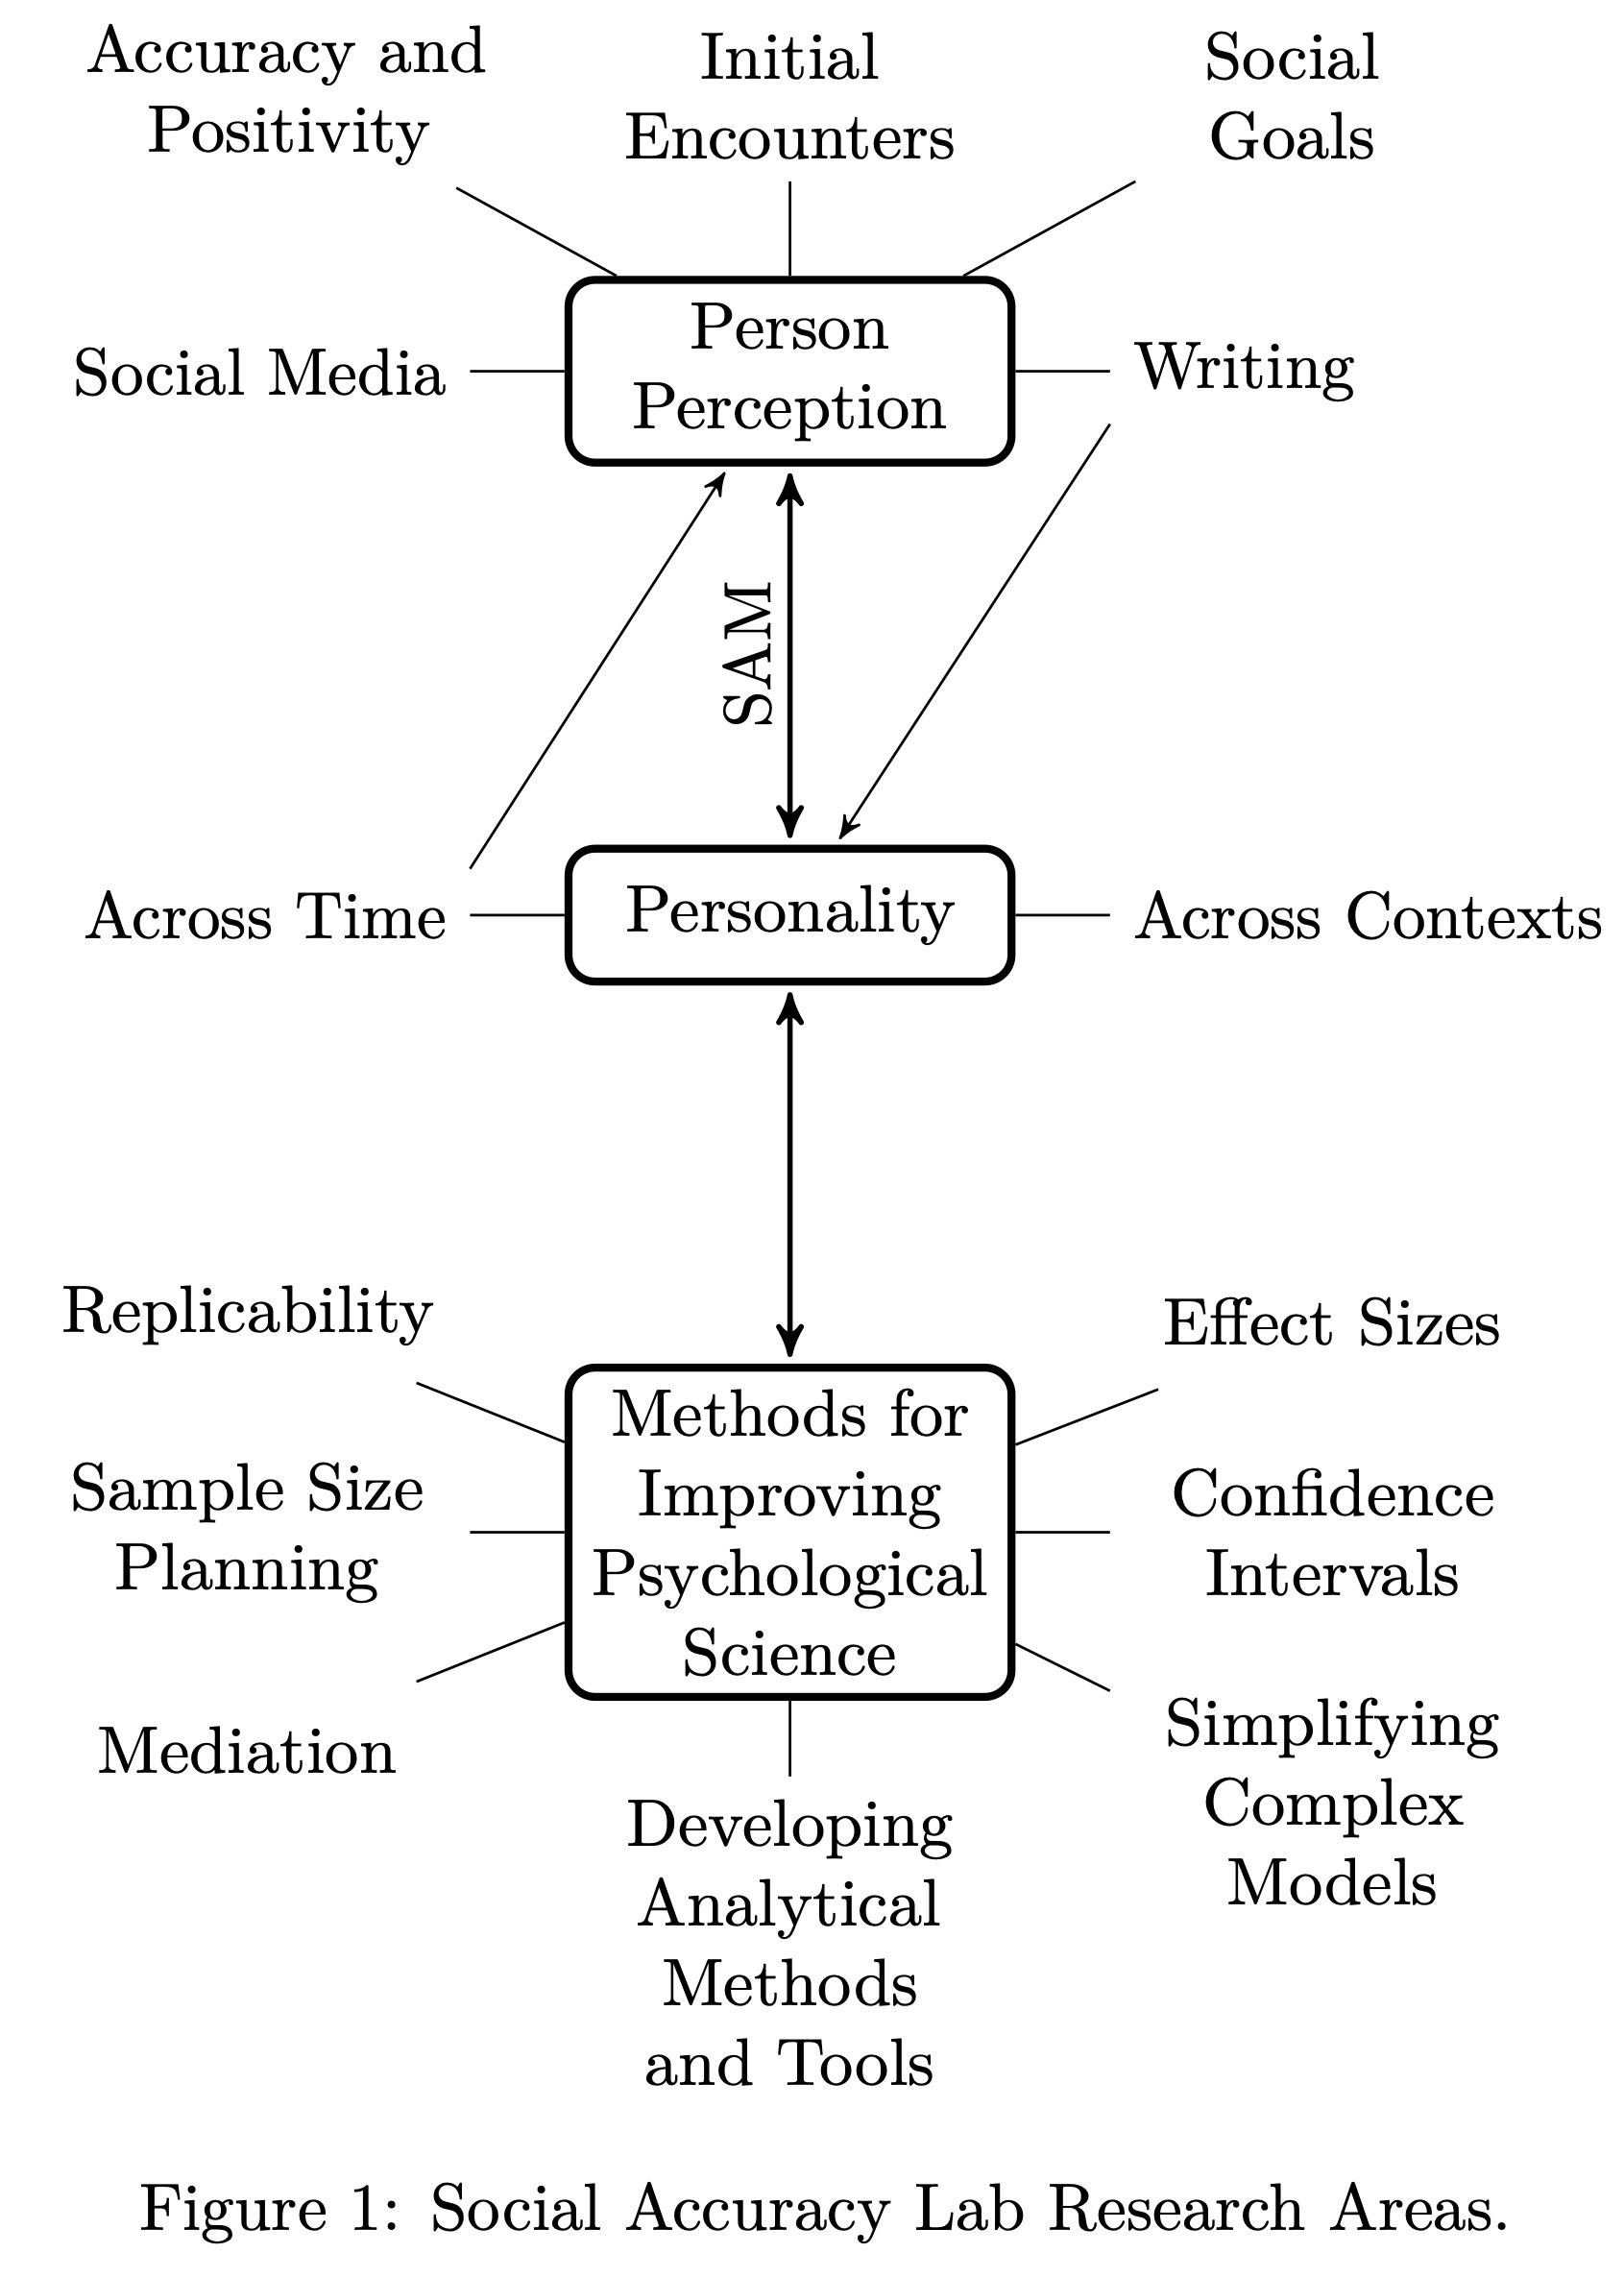 Accuracy and
Positivity
Initial
Encounters
Social
Goals
Social Media
Person
Perception
Writing
SAM
Across Time
Personality
Across Contexts
Replicability
Effect Sizes
Sample Size
Planning
Methods for
Improving
Psychological
Science
Confidence
Intervals
Mediation
Simplifying
Complex
Models
Developing
Analytical
Methods
and Tools
Figure 1: Social Accuracy Lab Research Areas.